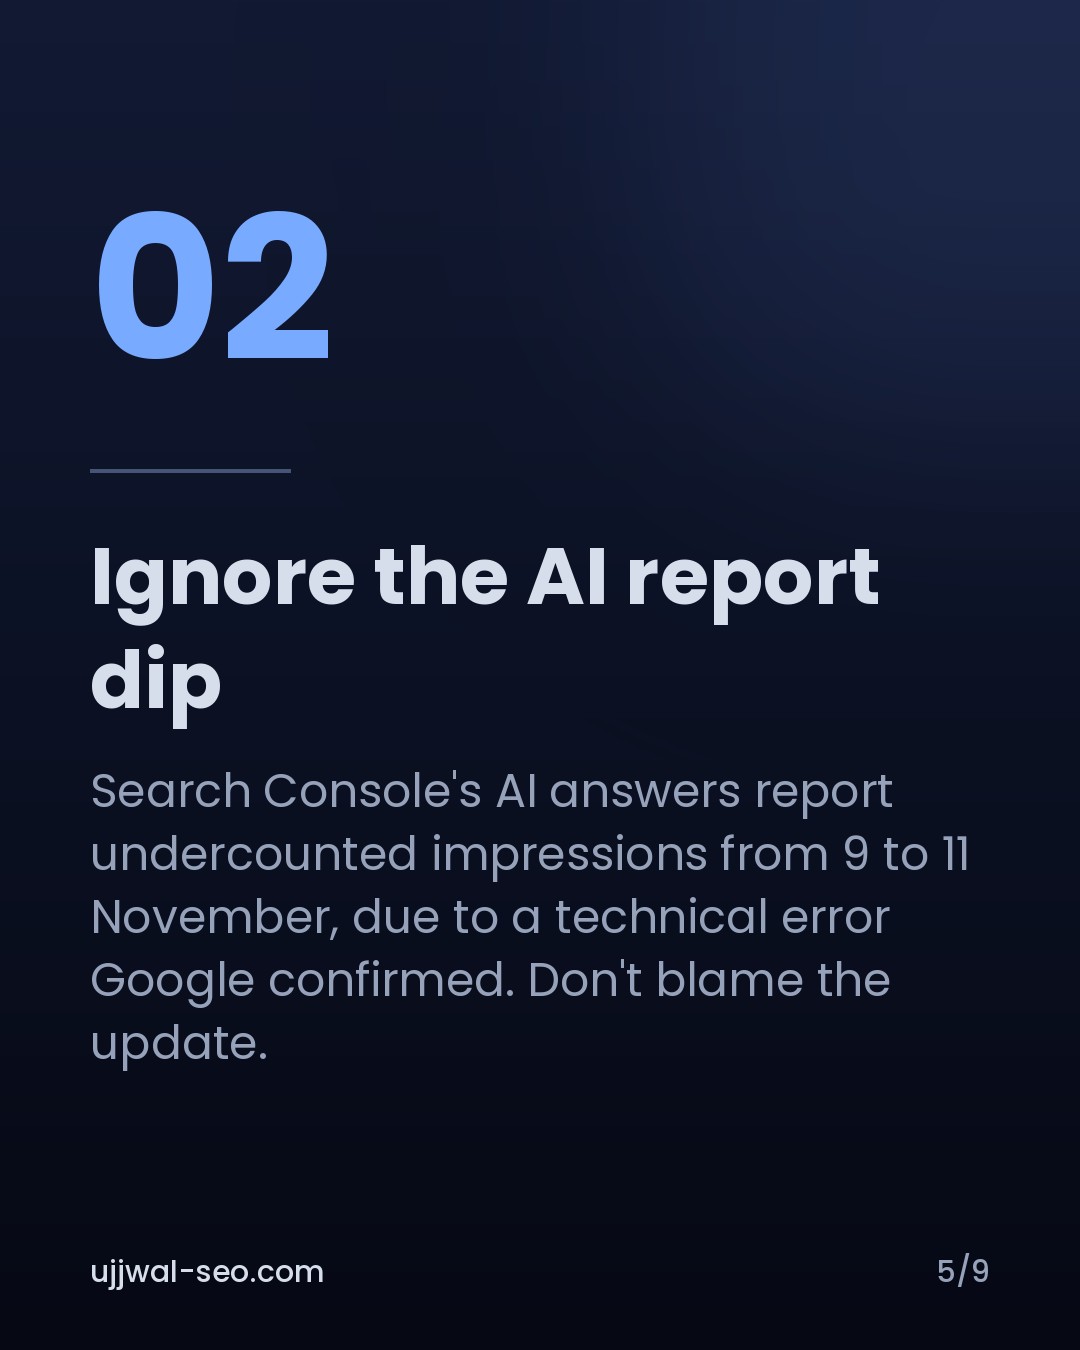 02
Ignore the AI report
dip
Search Console's AI answers report
undercounted impressions from 9 to 11
November, due to a technical error
Google confirmed. Don't blame the
update.
ujjwal-seo.com
5/9